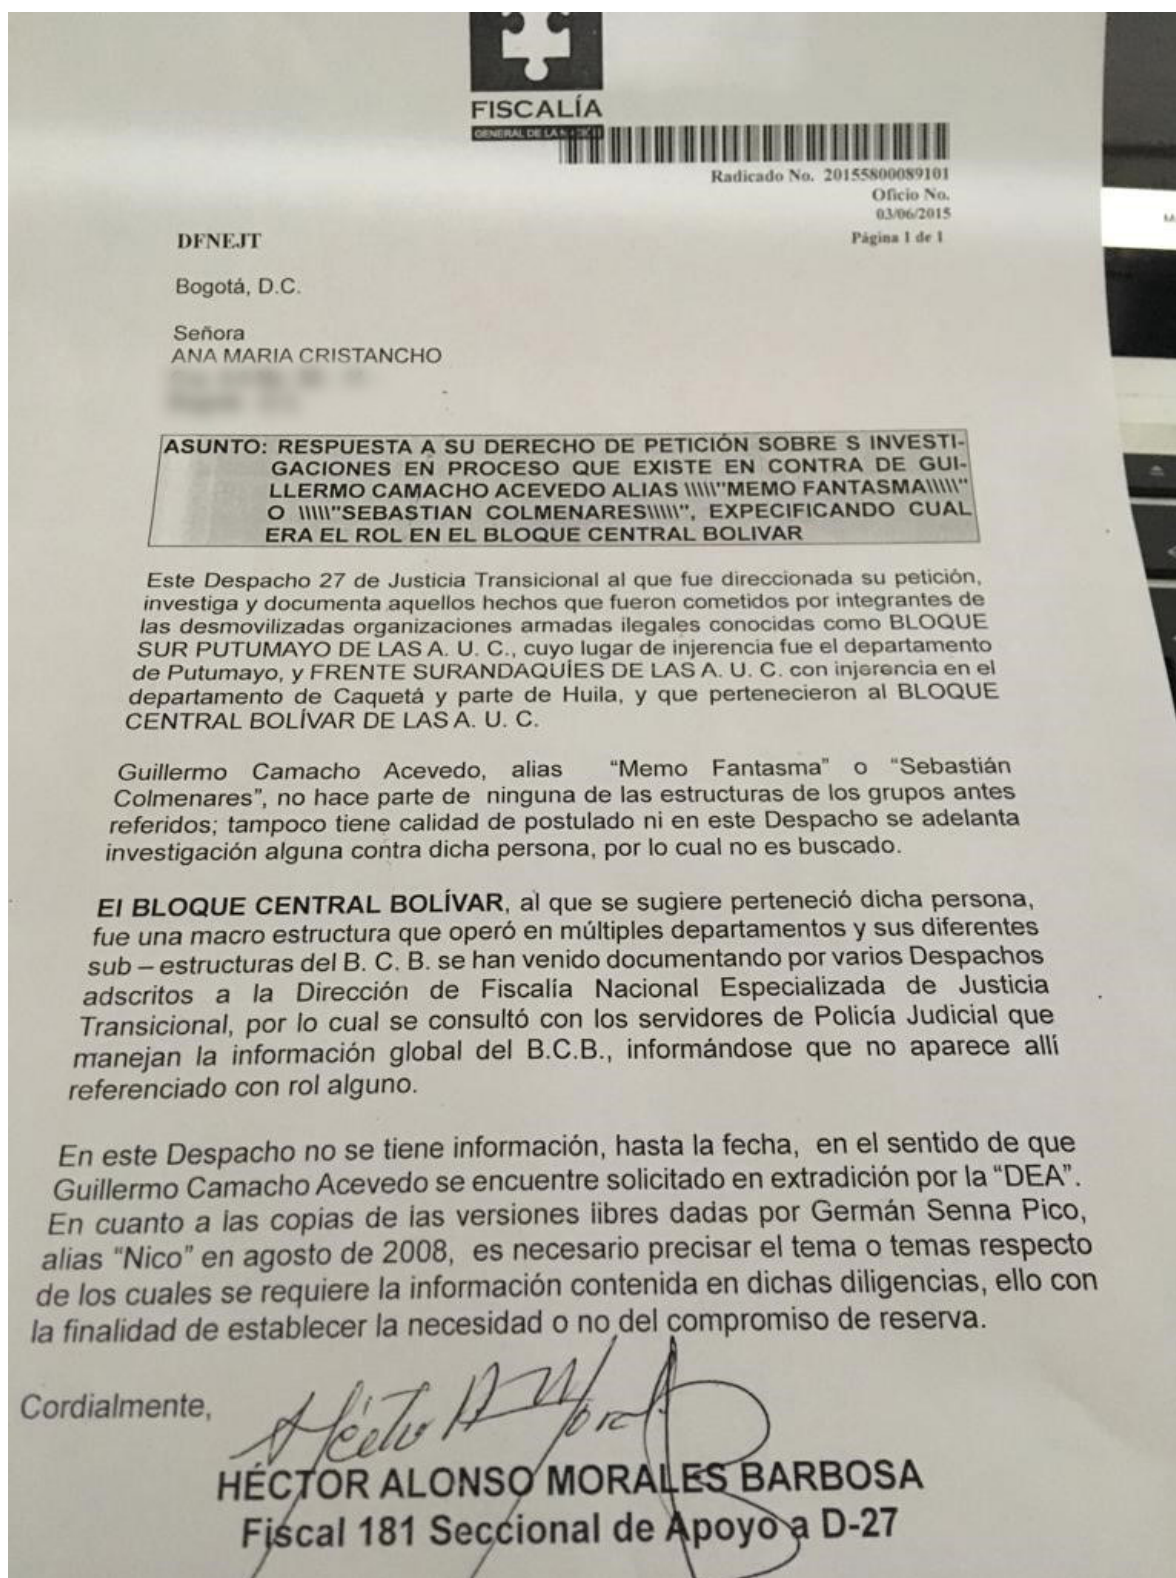 FISCALÍA
GENERAL DE LA
Radicado No. 20155800089101
Oficio No.
03/06/2015
Página 1 de 1
DFNEJT
Bogotá, D.C.
Señora
ANA MARIA CRISTANCHO
ASUNTO: RESPUESTA A SU DERECHO DE PETICIÓN SOBRE S INVESTI-
GACIONES EN PROCESO QUE EXISTE EN CONTRA DE GUI-
LLERMO CAMACHO ACEVEDO ALIAS \\\\\"MEMO FANTASMA\\\\\"
O \\\\\"SEBASTIAN COLMENARES\\\\\", EXPECIFICANDO CUAL
ERA EL ROL EN EL BLOQUE CENTRAL BOLIVAR
Este Despacho 27 de Justicia Transicional al que fue direccionada su petición,
investiga y documenta aquellos hechos que fueron cometidos por integrantes de
las desmovilizadas organizaciones armadas ilegales conocidas como BLOQUE
SUR PUTUMAYO DE LAS A. U. C., cuyo lugar de injerencia fue el departamento
de Putumayo, y FRENTE SURANDAQUÍES DE LAS A. U. C. con injerencia en el
departamento de Caquetá y parte de Huila, y que pertenecieron al BLOQUE
CENTRAL BOLÍVAR DE LAS A. U. C.
Guillermo Camacho Acevedo, alias "Memo Fantasma" o "Sebastián
Colmenares", no hace parte de ninguna de las estructuras de los grupos antes
referidos; tampoco tiene calidad de postulado ni en este Despacho se adelanta
investigación alguna contra dicha persona, por lo cual no es buscado.
El BLOQUE CENTRAL BOLÍVAR, al que se sugiere perteneció dicha persona,
fue una macro estructura que operó en múltiples departamentos y sus diferentes
sub – estructuras del B. C. B. se han venido documentando por varios Despachos
adscritos a la Dirección de Fiscalía Nacional Especializada de Justicia
Transicional, por lo cual se consultó con los servidores de Policía Judicial que
manejan la información global del B.C.B., informándose que no aparece allí
referenciado con rol alguno.
En este Despacho no se tiene información, hasta la fecha, en el sentido de que
Guillermo Camacho Acevedo se encuentre solicitado en extradición por la "DEA".
En cuanto a las copias de las versiones libres dadas por Germán Senna Pico,
alias "Nico" en agosto de 2008, es necesario precisar el tema o temas respecto
de los cuales se requiere la información contenida en dichas diligencias, ello con
la finalidad de establecer la necesidad o no del compromiso de reserva.
Cordialmente,
HÉCTOR ALONSO MORALES BARBOSA
Fiscal 181 Seccional de Apoyo a D-27